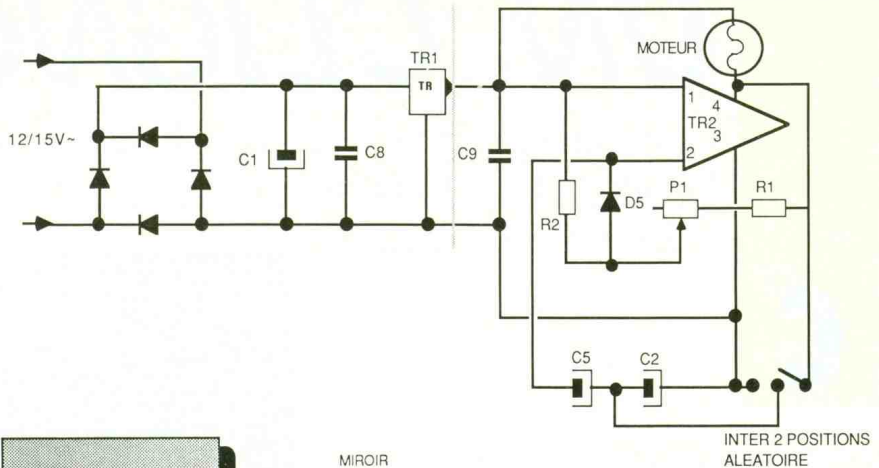 MOTEUR
TR1
TR
1
4
TR2
3
2
12/15V~
C1
C8
C9
R2
D5
P1
R1
C5
C2
INTER 2 POSITIONS
ALEATOIRE
MIROIR